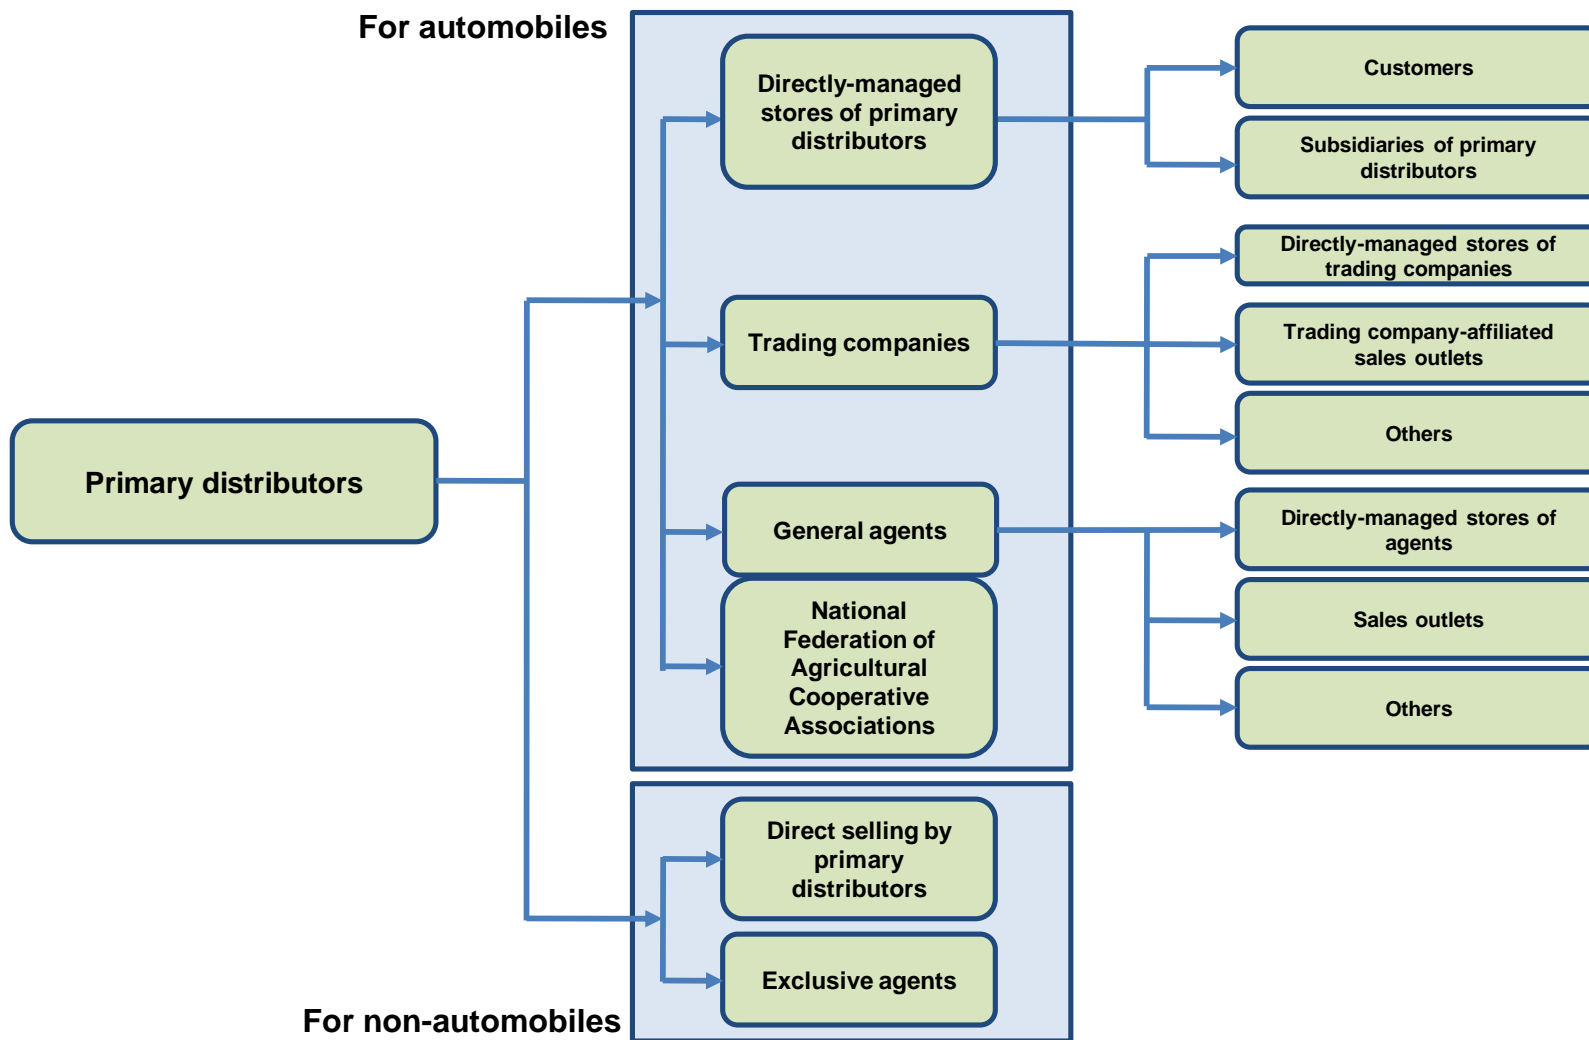 For automobiles
Directly-managed
stores of primary
distributors
Customers
Subsidiaries of primary
distributors
Directly-managed stores of
trading companies
Trading companies
Trading company-affiliated
sales outlets
Others
Primary distributors
General agents
Directly-managed stores of
agents
National
Federation of
Agricultural
Cooperative
Associations
Sales outlets
Others
Direct selling by
primary
distributors
Exclusive agents
For non-automobiles